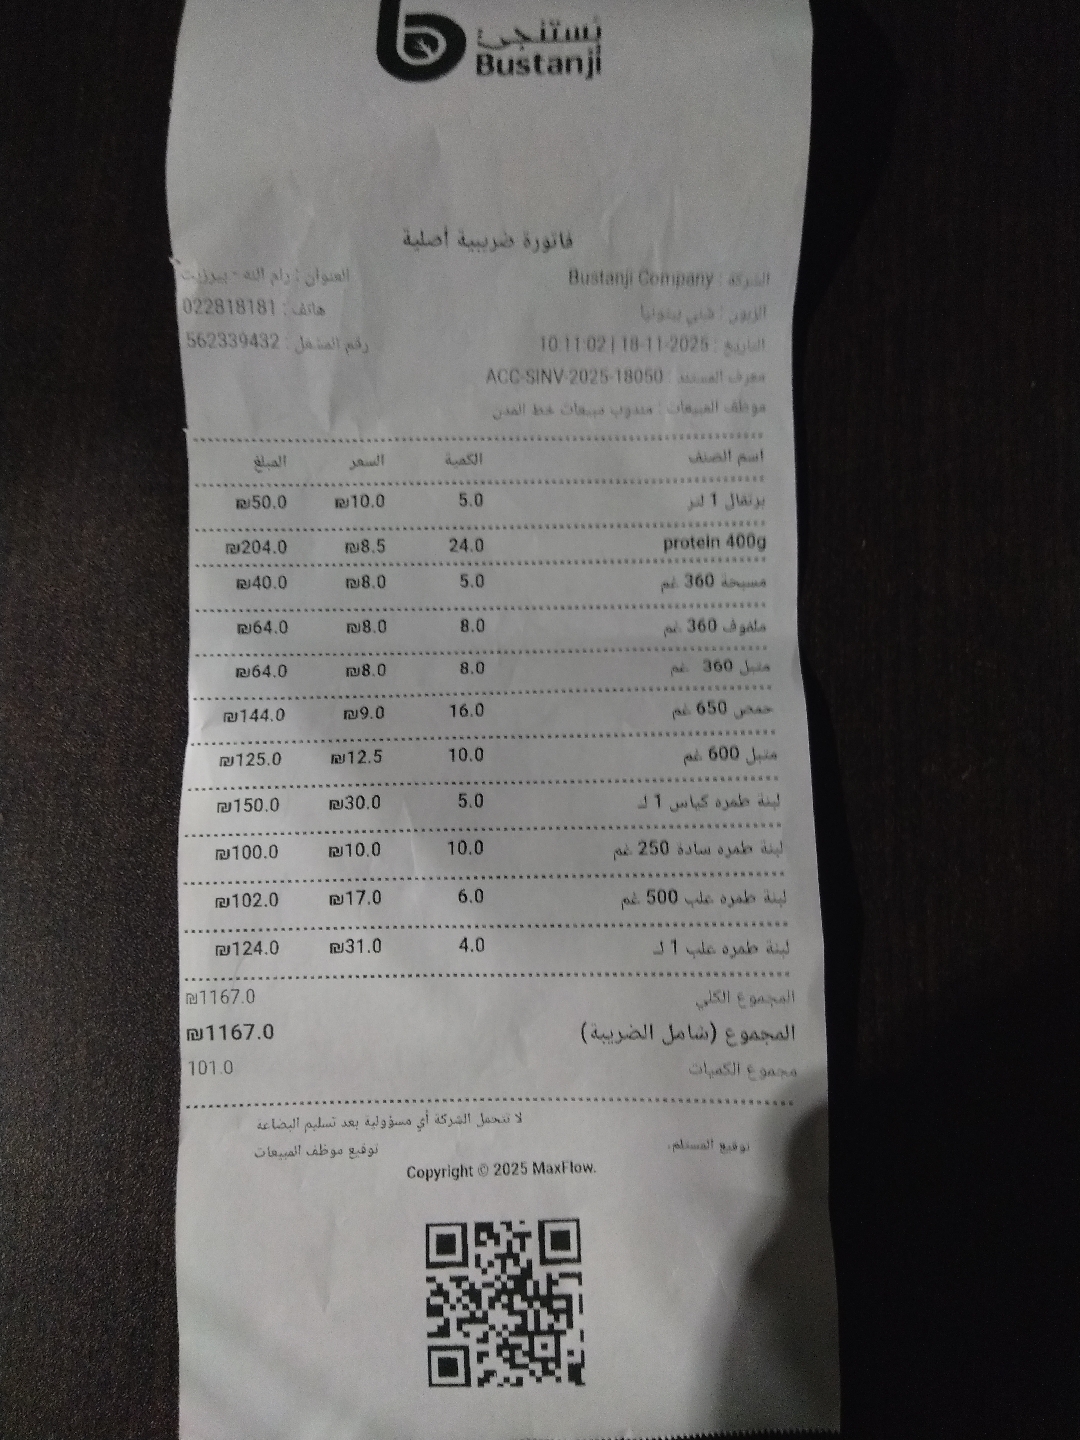 بستنجي
Bustanji
فاتورة ضريبية أصلية
الشركة : Bustanji Company العنوان : رام الله - بيرزيت
الزبون : فيني بيتونيا هاتف : 022818181
التاريخ : 18-11-2025 | 10:11:02 رقم المشغل : 562339432
معرف المستند : ACC-SINV-2025-18050
موظف المبيعات : مندوب مبيعات خط المدن
اسم الصنف الكمية السعر المبلغ
برتقال 1 لتر 5.0 ₪10.0 ₪50.0
protein 400g 24.0 ₪8.5 ₪204.0
مسبحة 360 غم 5.0 ₪8.0 ₪40.0
ملفوف 360 غم 8.0 ₪8.0 ₪64.0
متبل 360 غم 8.0 ₪8.0 ₪64.0
حمص 650 غم 16.0 ₪9.0 ₪144.0
متبل 600 غم 10.0 ₪12.5 ₪125.0
لبنة طمره كياس 1 ك 5.0 ₪30.0 ₪150.0
لبنة طمره سادة 250 غم 10.0 ₪10.0 ₪100.0
لبنة طمره علب 500 غم 6.0 ₪17.0 ₪102.0
لبنة طمره علب 1 ك 4.0 ₪31.0 ₪124.0
المجموع الكلي ₪1167.0
المجموع (شامل الضريبة) ₪1167.0
مجموع الكميات 101.0
لا تتحمل الشركة أي مسؤولية بعد تسليم البضاعة
توقيع المستلم. توقيع موظف المبيعات
Copyright © 2025 MaxFlow.